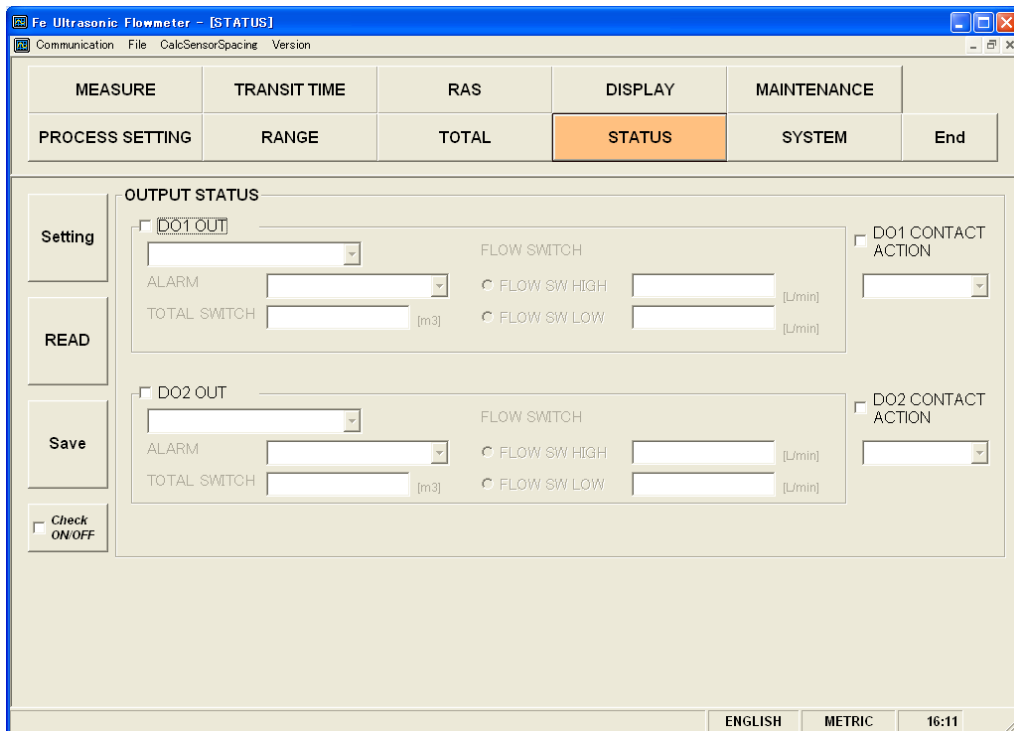 Fe Ultrasonic Flowmeter - [STATUS]
Communication File CalcSensorSpacing Version
MEASURE TRANSIT TIME RAS DISPLAY MAINTENANCE
PROCESS SETTING RANGE TOTAL STATUS SYSTEM End
Setting
READ
Save
Check
ON/OFF
OUTPUT STATUS
DO1 OUT
FLOW SWITCH
ALARM
FLOW SW HIGH
[L/min]
TOTAL SWITCH
[m3]
FLOW SW LOW
[L/min]
DO1 CONTACT
ACTION
DO2 OUT
FLOW SWITCH
ALARM
FLOW SW HIGH
[L/min]
TOTAL SWITCH
[m3]
FLOW SW LOW
[L/min]
DO2 CONTACT
ACTION
ENGLISH METRIC 16:11